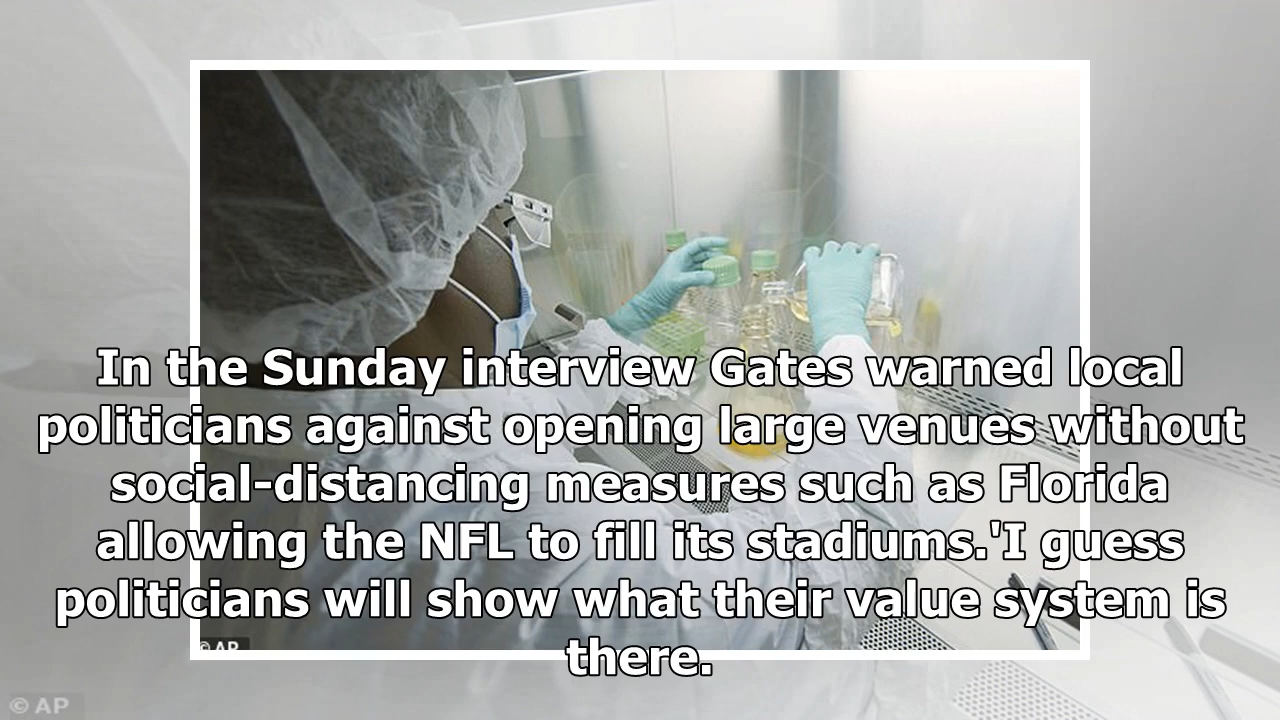 In the Sunday interview Gates warned local
politicians against opening large venues without
social-distancing measures such as Florida
allowing the NFL to fill its stadiums.'I guess
politicians will show what their value system is
there.
© AP
© AP